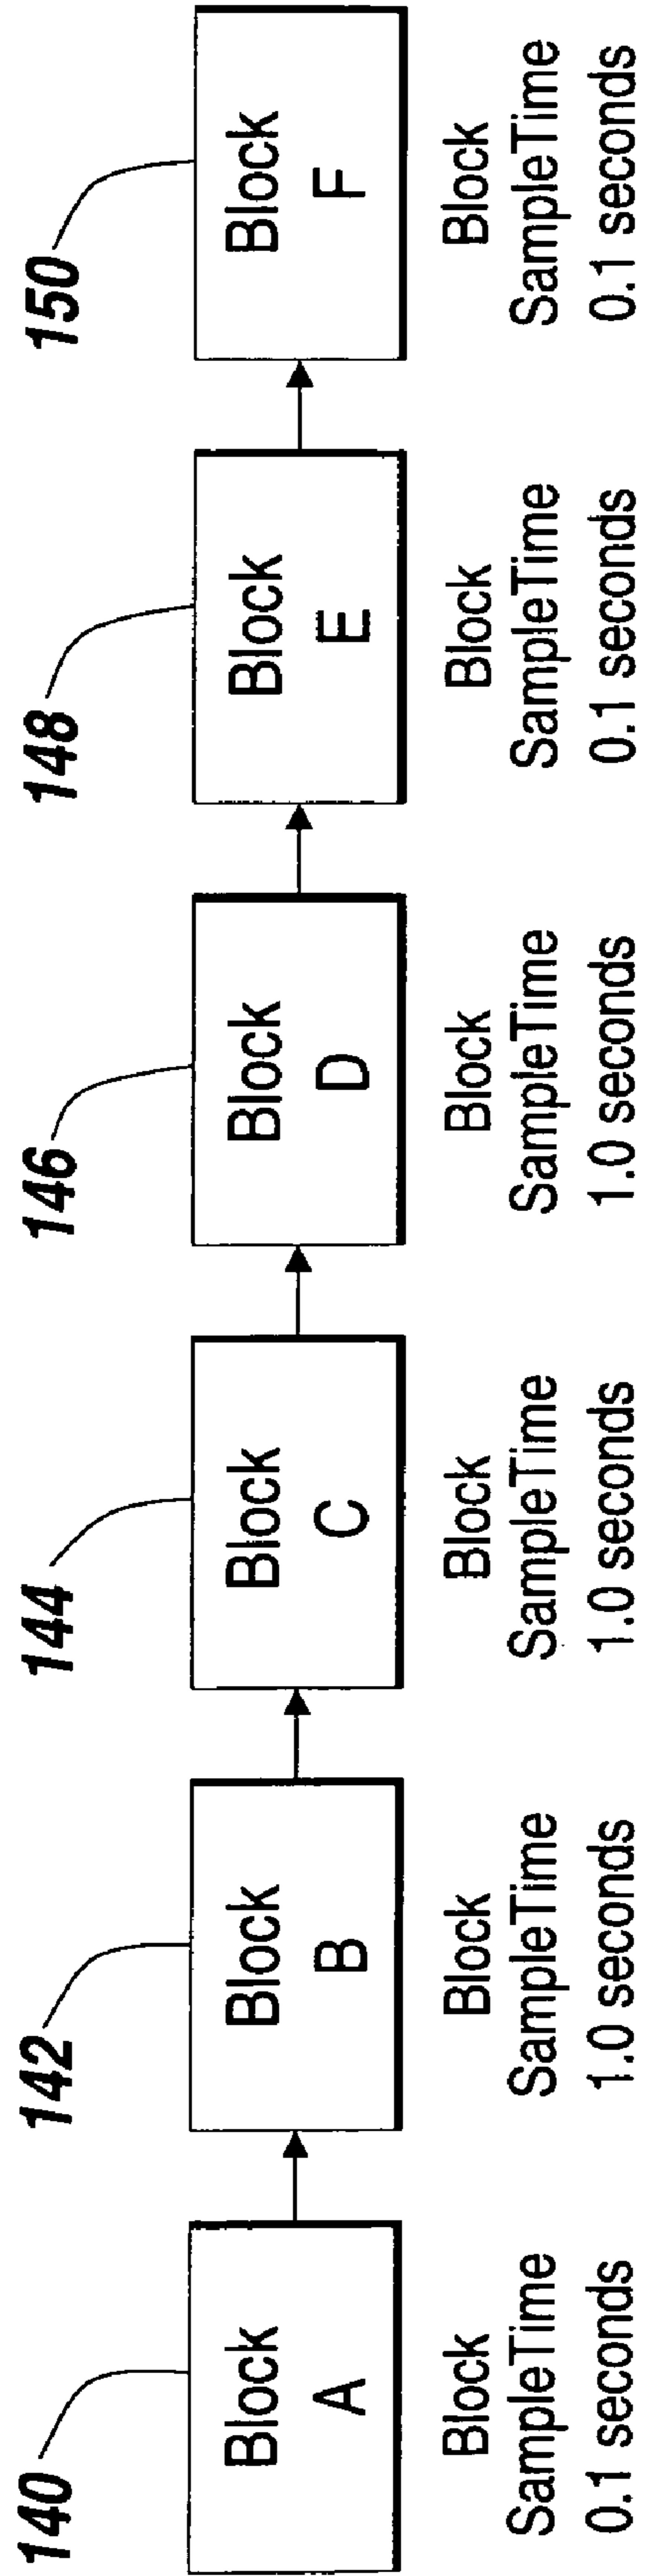 140
142
144
146
148
150
Block
A
Block
B
Block
C
Block
D
Block
E
Block
F
Block
SampleTime
0.1 seconds
Block
SampleTime
1.0 seconds
Block
SampleTime
1.0 seconds
Block
SampleTime
1.0 seconds
Block
SampleTime
0.1 seconds
Block
SampleTime
0.1 seconds